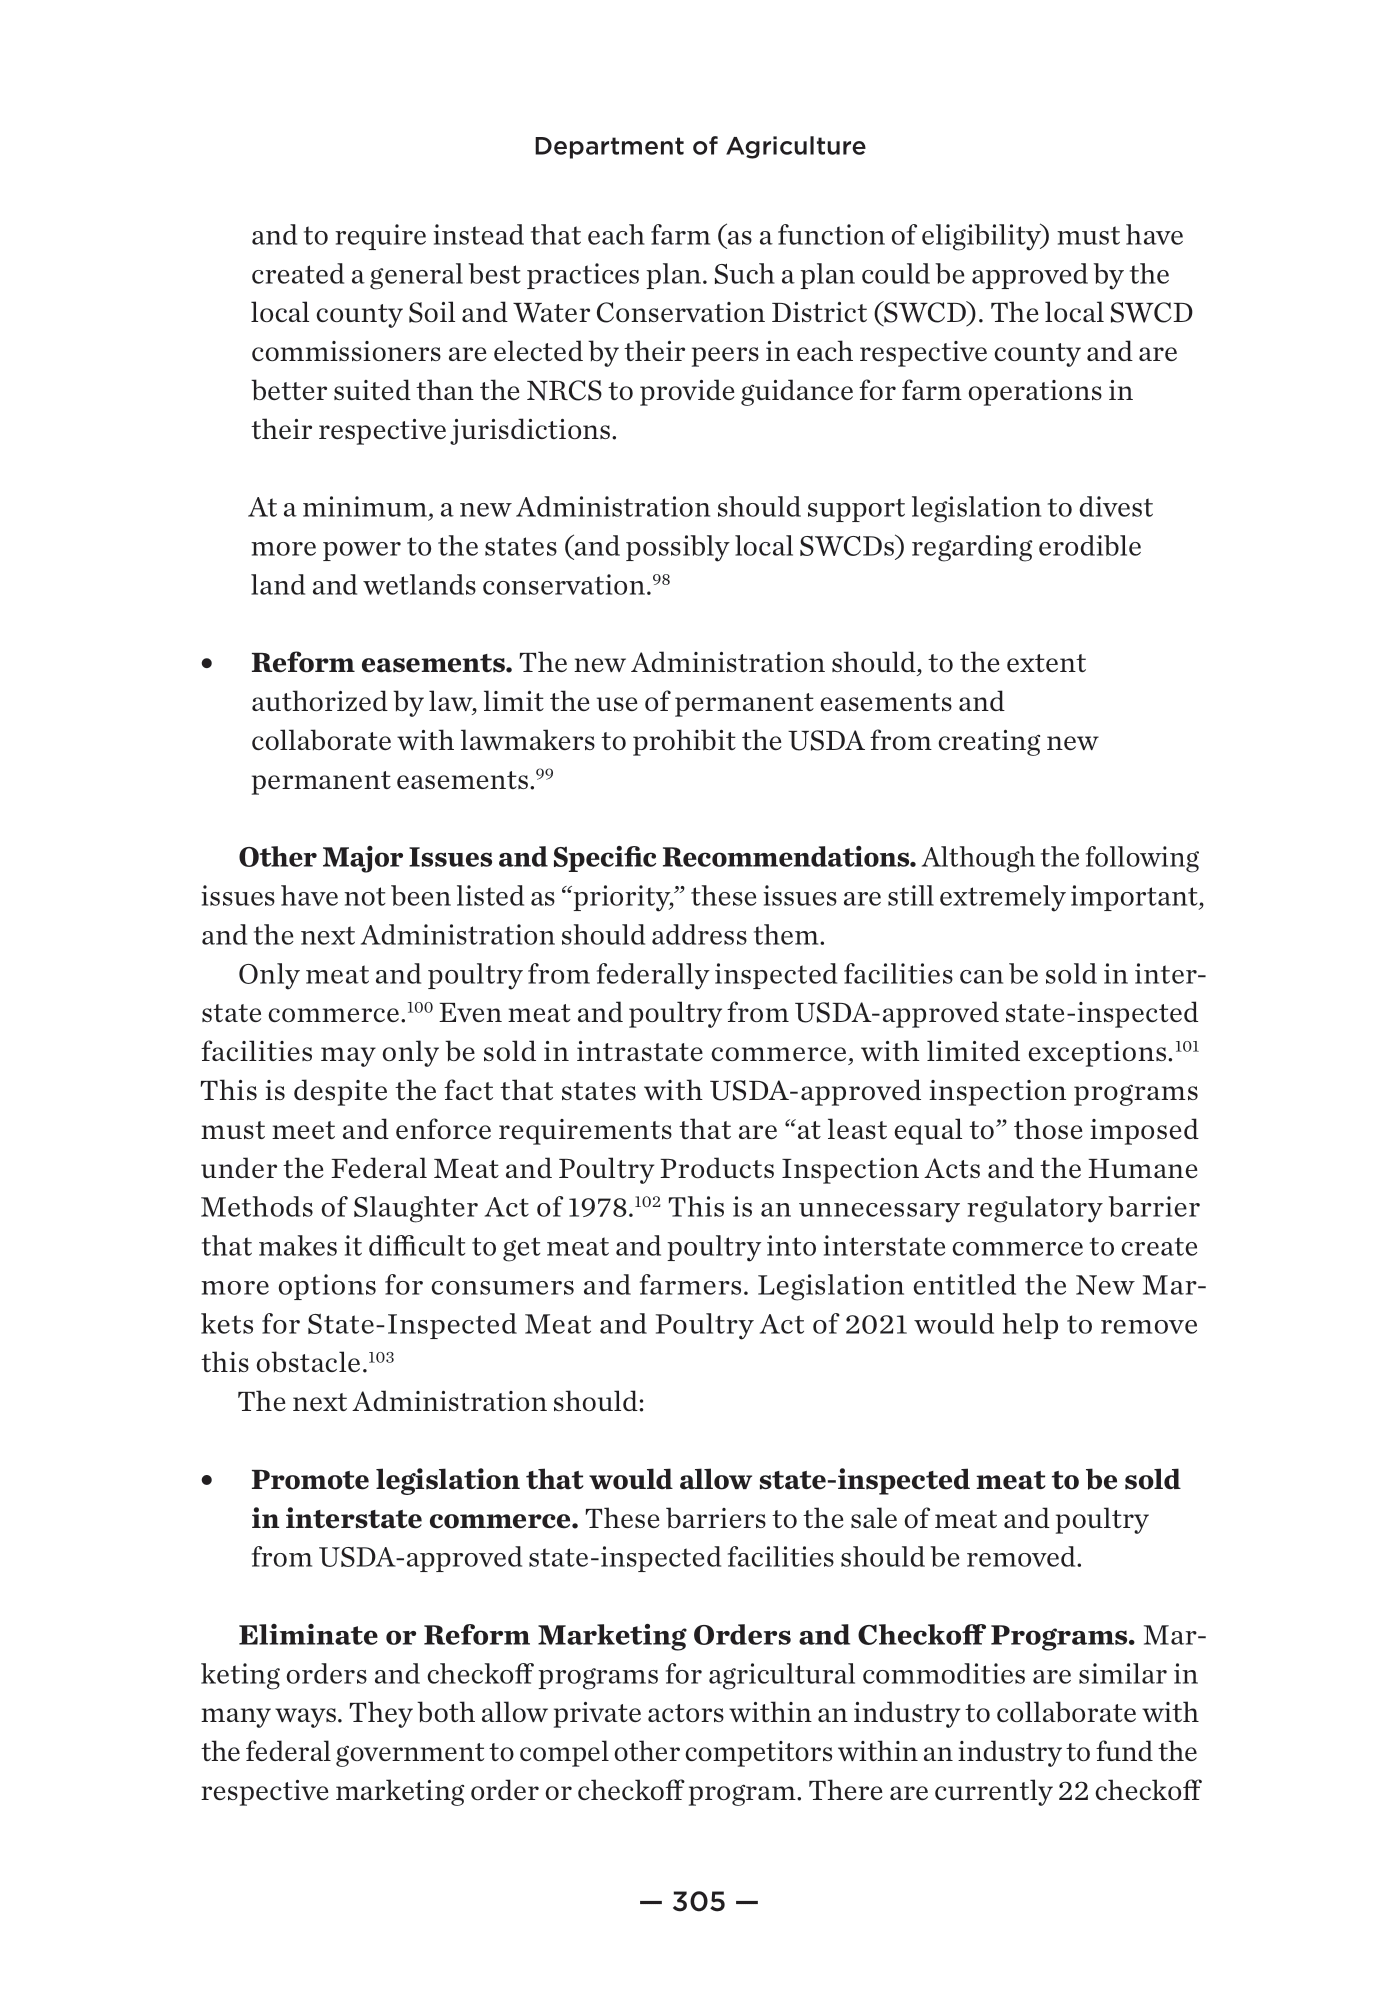 Department of Agriculture
and to require instead that each farm (as a function of eligibility) must have
created a general best practices plan. Such a plan could be approved by the
local county Soil and Water Conservation District (SWCD). The local SWCD
commissioners are elected by their peers in each respective county and are
better suited than the NRCS to provide guidance for farm operations in
their respective jurisdictions.
At a minimum, a new Administration should support legislation to divest
more power to the states (and possibly local SWCDs) regarding erodible
land and wetlands conservation.98
• Reform easements. The new Administration should, to the extent
authorized by law, limit the use of permanent easements and
collaborate with lawmakers to prohibit the USDA from creating new
permanent easements.99
Other Major Issues and Specific Recommendations. Although the following
issues have not been listed as “priority,” these issues are still extremely important,
and the next Administration should address them.
Only meat and poultry from federally inspected facilities can be sold in inter-
state commerce.100 Even meat and poultry from USDA-approved state-inspected
facilities may only be sold in intrastate commerce, with limited exceptions.101
This is despite the fact that states with USDA-approved inspection programs
must meet and enforce requirements that are “at least equal to” those imposed
under the Federal Meat and Poultry Products Inspection Acts and the Humane
Methods of Slaughter Act of 1978.102 This is an unnecessary regulatory barrier
that makes it difficult to get meat and poultry into interstate commerce to create
more options for consumers and farmers. Legislation entitled the New Mar-
kets for State-Inspected Meat and Poultry Act of 2021 would help to remove
this obstacle.103
The next Administration should:
• Promote legislation that would allow state-inspected meat to be sold
in interstate commerce. These barriers to the sale of meat and poultry
from USDA-approved state-inspected facilities should be removed.
Eliminate or Reform Marketing Orders and Checkoff Programs. Mar-
keting orders and checkoff programs for agricultural commodities are similar in
many ways. They both allow private actors within an industry to collaborate with
the federal government to compel other competitors within an industry to fund the
respective marketing order or checkoff program. There are currently 22 checkoff
— 305 —